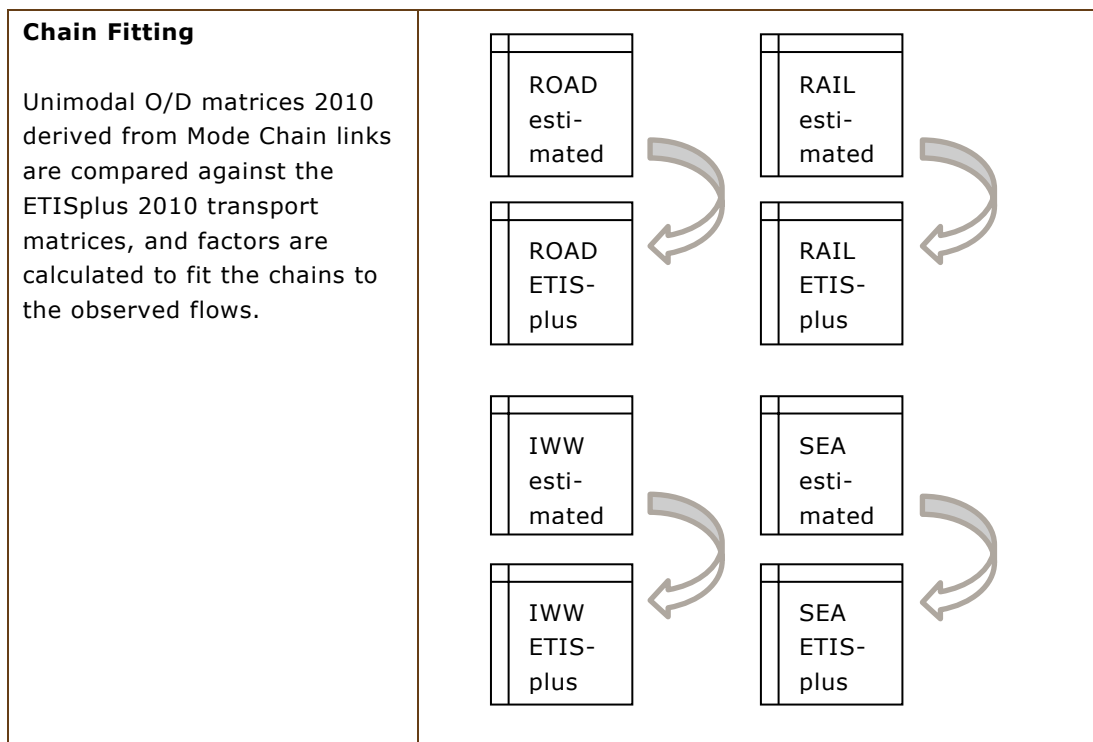 Chain Fitting
Unimodal O/D matrices 2010
derived from Mode Chain links
are compared against the
ETISplus 2010 transport
matrices, and factors are
calculated to fit the chains to
the observed flows.
ROAD
esti-
mated
RAIL
esti-
mated
ROAD
ETIS-
plus
RAIL
ETIS-
plus
IWW
esti-
mated
SEA
esti-
mated
IWW
ETIS-
plus
SEA
ETIS-
plus